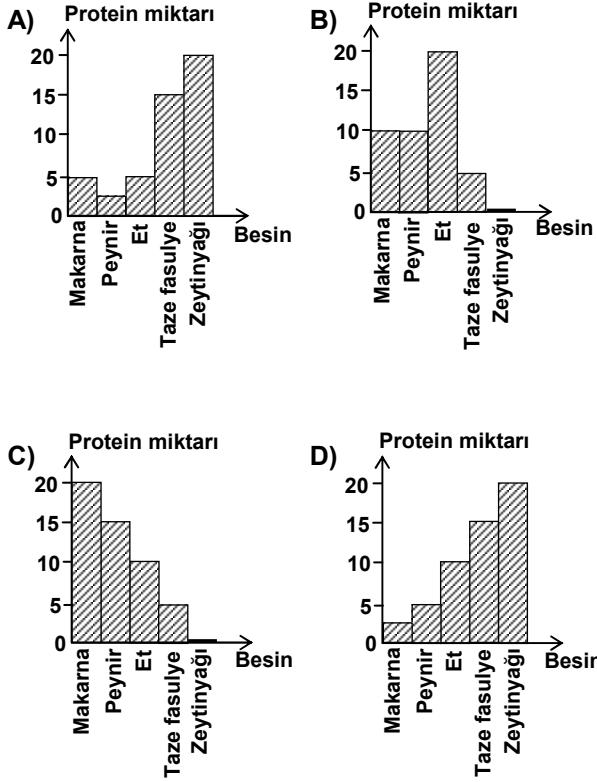 A)
Protein miktarı
20
15
10
5
0
Besin
Makarna
Peynir
Et
Taze fasulye
Zeytinyağı
B)
Protein miktarı
20
15
10
5
0
Besin
Makarna
Peynir
Et
Taze fasulye
Zeytinyağı
C)
Protein miktarı
20
15
10
5
0
Besin
Makarna
Peynir
Et
Taze fasulye
Zeytinyağı
D)
Protein miktarı
20
15
10
5
0
Besin
Makarna
Peynir
Et
Taze fasulye
Zeytinyağı